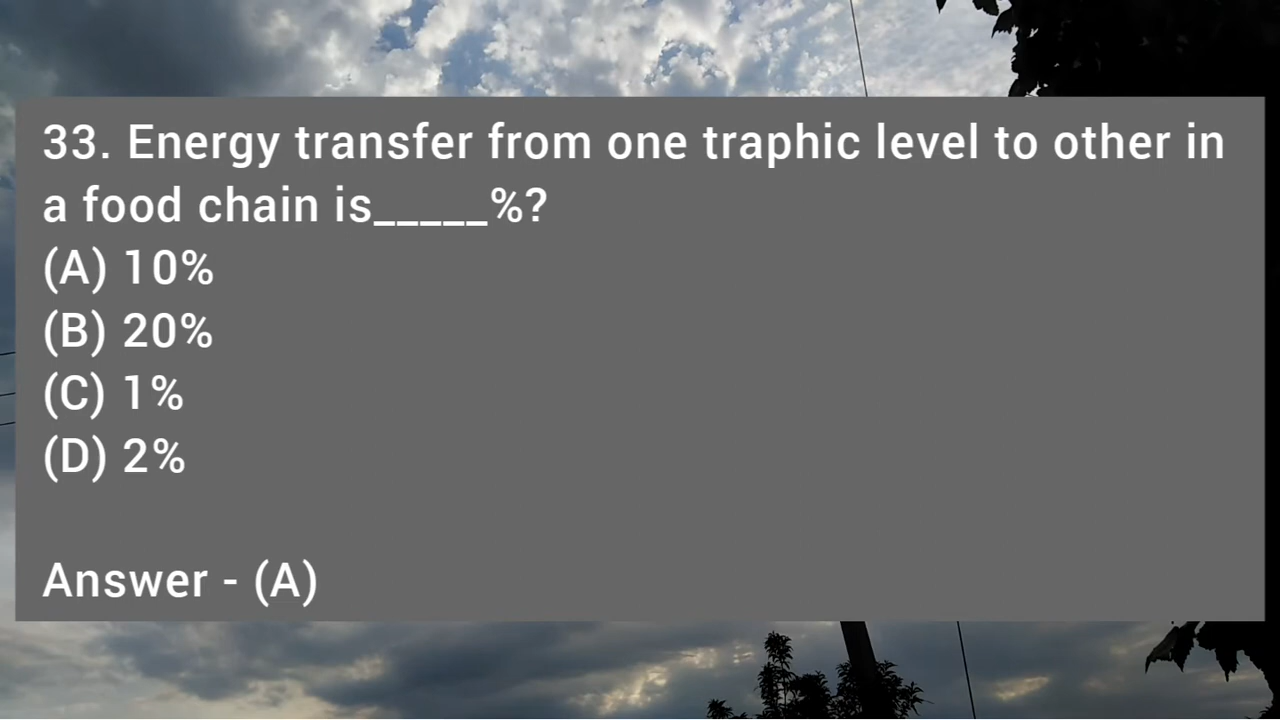 33. Energy transfer from one traphic level to other in
a food chain is_____%?
(A) 10%
(B) 20%
(C) 1%
(D) 2%
Answer - (A)